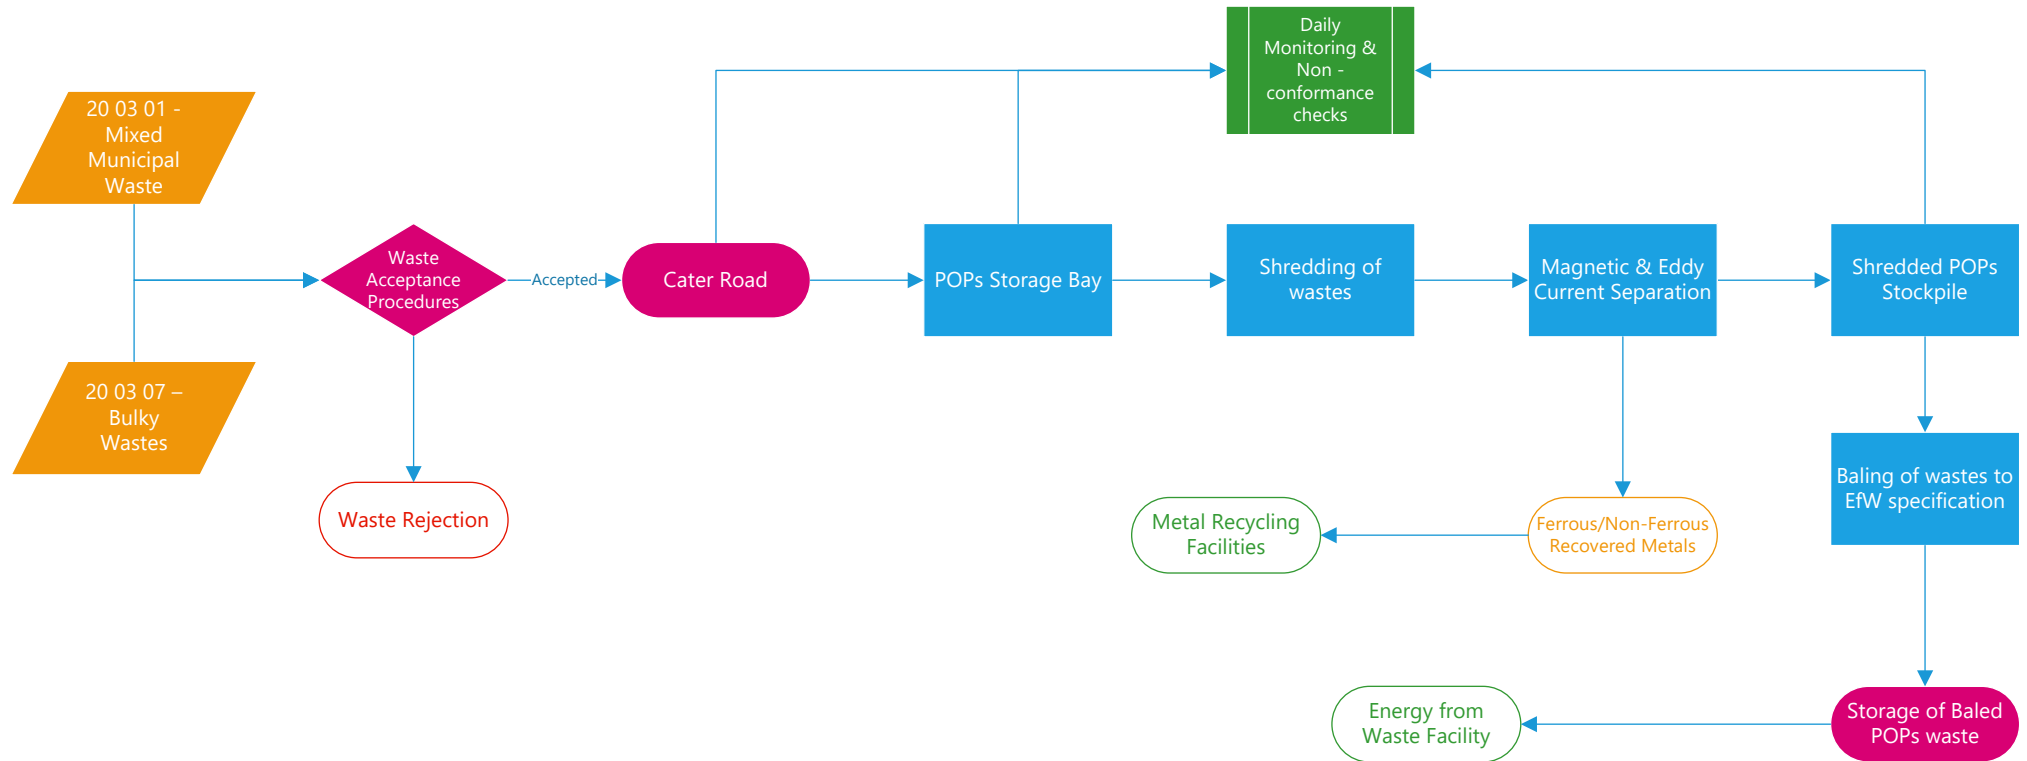 Daily
Monitoring &
Non -
conformance
checks
20 03 01 -
Mixed
Municipal
Waste
Waste
Acceptance
Procedures
Accepted
Cater Road
POPs Storage Bay
Shredding of
wastes
Magnetic & Eddy
Current Separation
Shredded POPs
Stockpile
20 03 07 –
Bulky
Wastes
Waste Rejection
Metal Recycling
Facilities
Ferrous/Non-Ferrous
Recovered Metals
Baling of wastes to
EfW specification
Energy from
Waste Facility
Storage of Baled
POPs waste